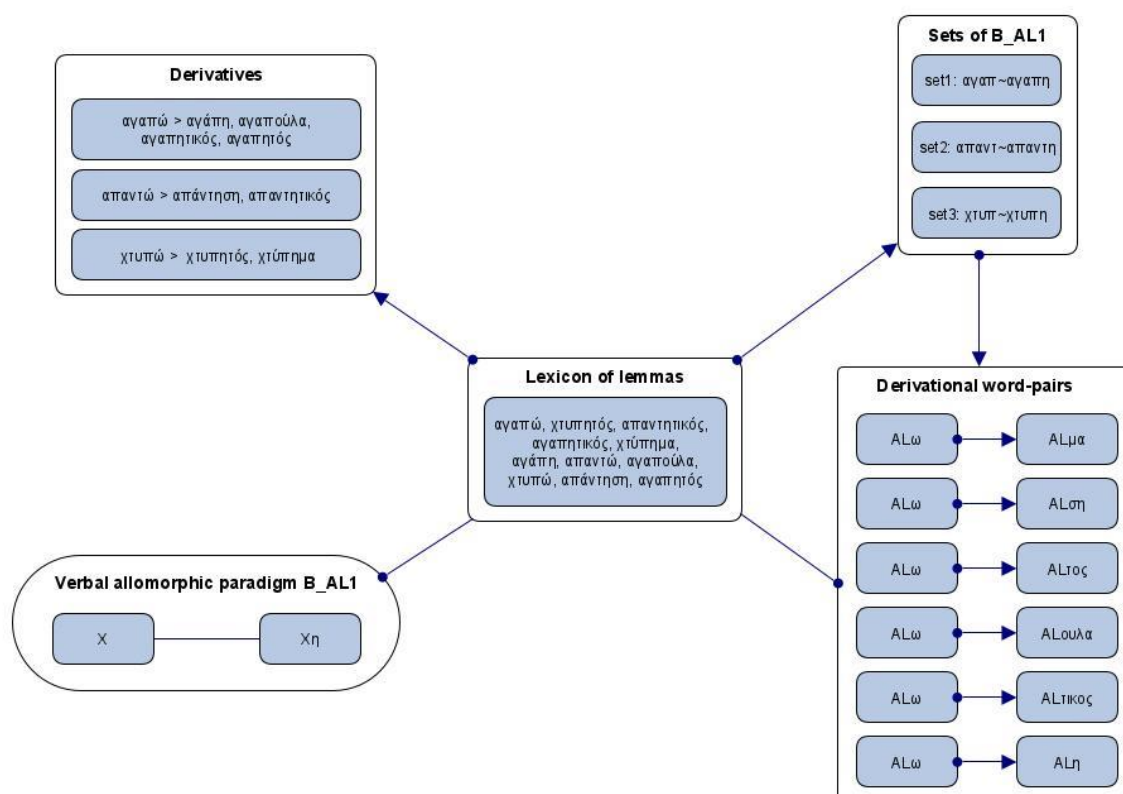 Derivatives
αγαπώ > αγάπη, αγαπούλα,
αγαπητικός, αγαπητός
απαντώ > απάντηση, απαντητικός
χτυπώ > χτυπητός, χτύπημα
Sets of B_AL1
set1: αγαπ~αγαπη
set2: απαντ~απαντη
set3: χτυπ~χτυπη
Lexicon of lemmas
αγαπώ, χτυπητός, απαντητικός,
αγαπητικός, χτύπημα,
αγάπη, απαντώ, αγαπούλα,
χτυπώ, απάντηση, αγαπητός
Verbal allomorphic paradigm B_AL1
X
Xη
Derivational word-pairs
ALω
ALμα
ALω
ALση
ALω
ALτος
ALω
ALουλα
ALω
ALτικος
ALω
ALη